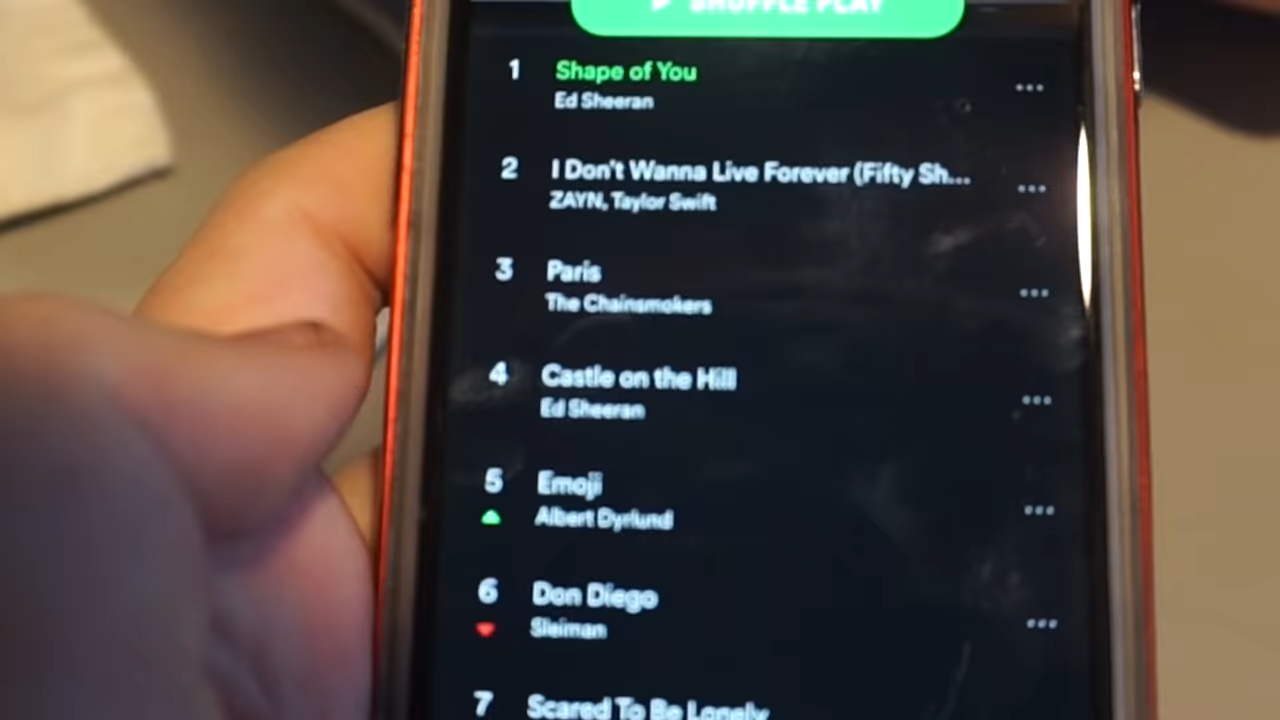 SHUFFLE PLAY
1 Shape of You
Ed Sheeran
2 I Don't Wanna Live Forever (Fifty Sh...
ZAYN, Taylor Swift
3 Paris
The Chainsmokers
4 Castle on the Hill
Ed Sheeran
5 Emoji
Albert Dyrlund
6 Don Diego
Sleiman
7 Scared To Be Lonely